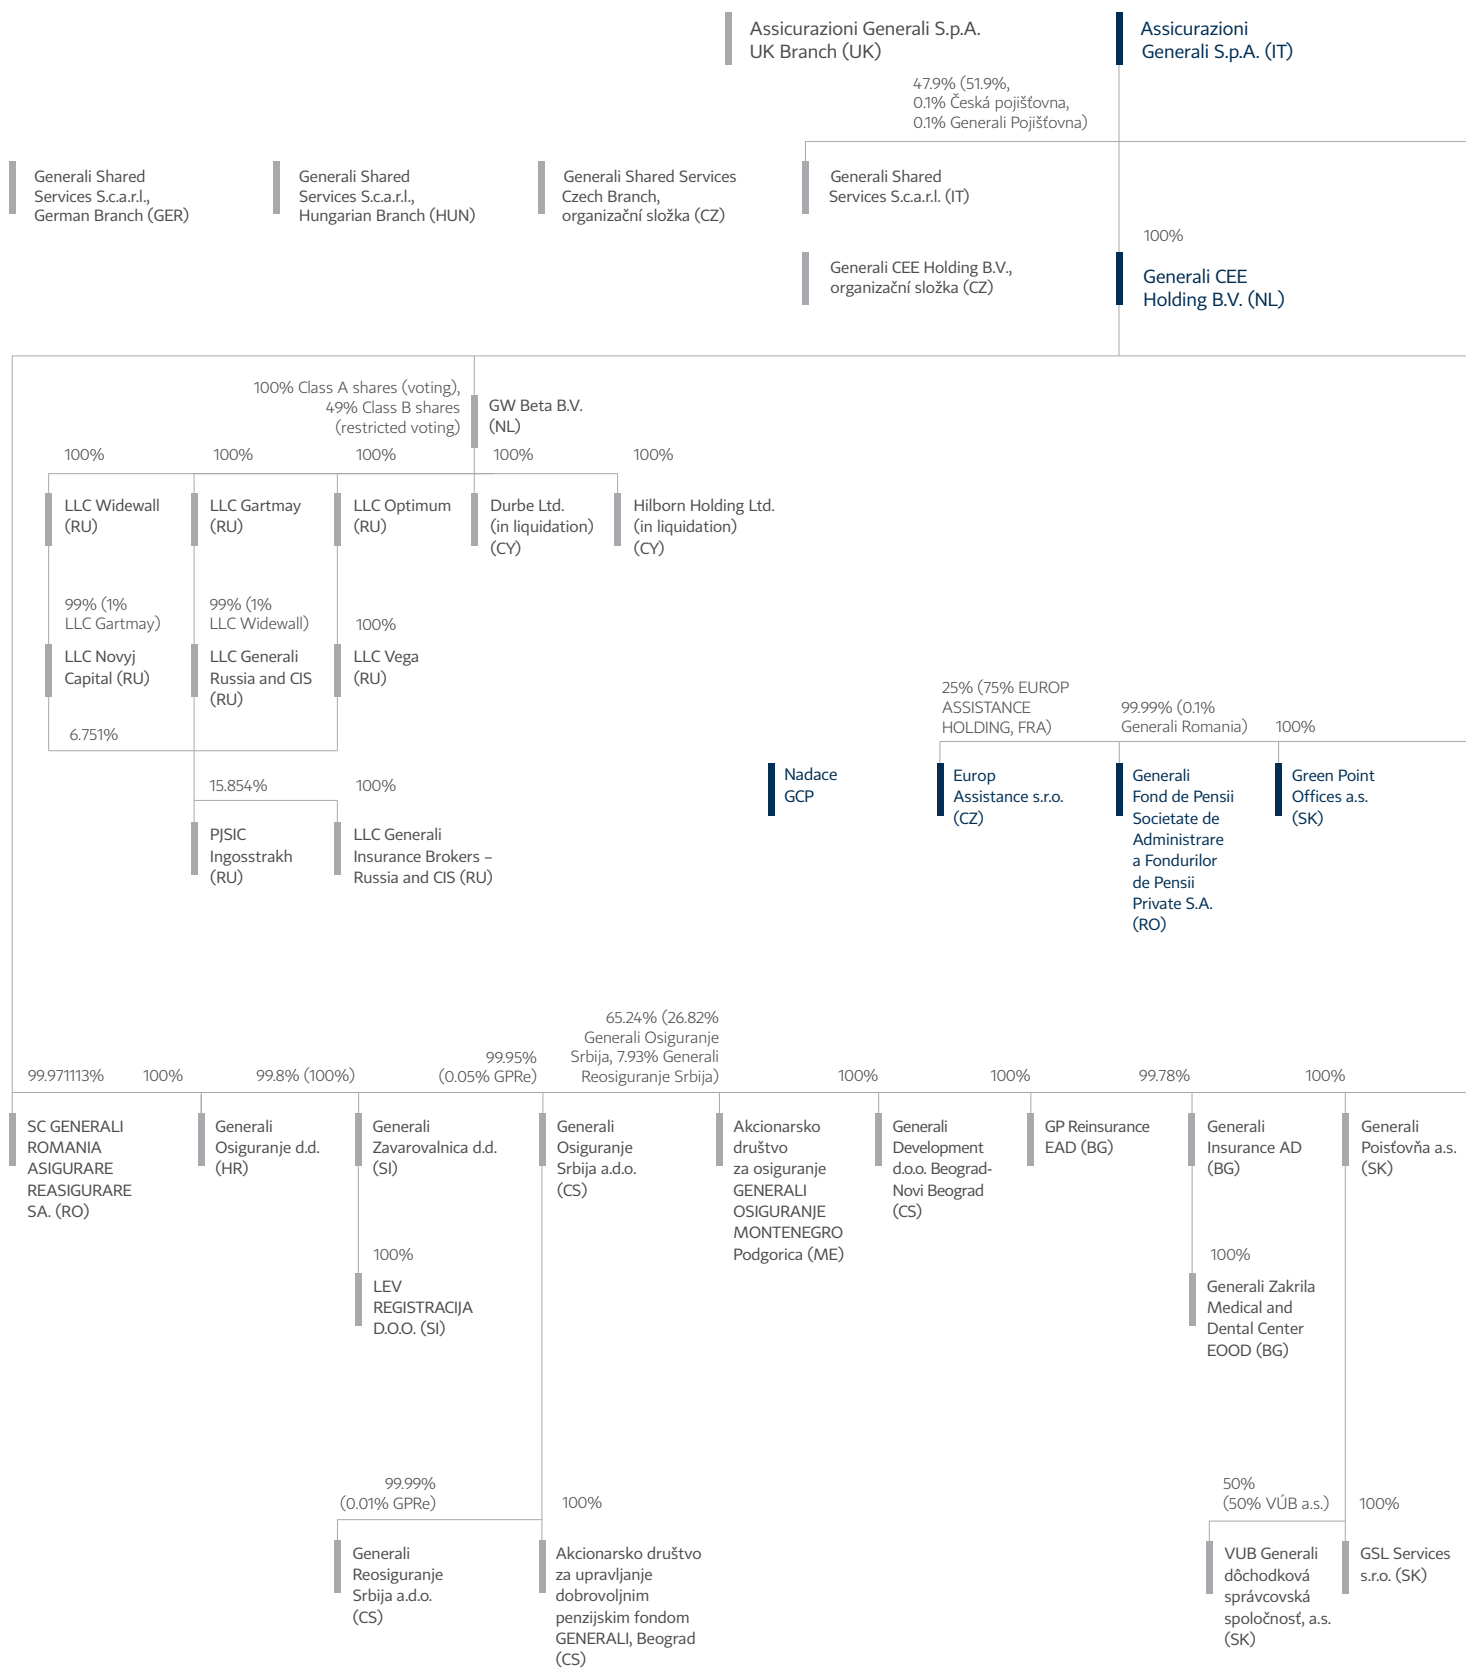 Assicurazioni Generali S.p.A.
UK Branch (UK)
Assicurazioni
Generali S.p.A. (IT)
47.9% (51.9%,
0.1% Česká pojišťovna,
0.1% Generali Pojišťovna)
Generali Shared
Services S.c.a.r.l.,
German Branch (GER)
Generali Shared
Services S.c.a.r.l.,
Hungarian Branch (HUN)
Generali Shared Services
Czech Branch,
organizační složka (CZ)
Generali Shared
Services S.c.a.r.l. (IT)
100%
Generali CEE Holding B.V.,
organizační složka (CZ)
Generali CEE
Holding B.V. (NL)
100% Class A shares (voting),
49% Class B shares
(restricted voting)
GW Beta B.V.
(NL)
100%
100%
100%
100%
100%
LLC Widewall
(RU)
LLC Gartmay
(RU)
LLC Optimum
(RU)
Durbe Ltd.
(in liquidation)
(CY)
Hilborn Holding Ltd.
(in liquidation)
(CY)
99% (1%
LLC Gartmay)
99% (1%
LLC Widewall)
100%
LLC Novyj
Capital (RU)
LLC Generali
Russia and CIS
(RU)
LLC Vega
(RU)
6.751%
15.854%
100%
PJSIC
Ingosstrakh
(RU)
LLC Generali
Insurance Brokers –
Russia and CIS (RU)
25% (75% EUROP
ASSISTANCE
HOLDING, FRA)
99.99% (0.1%
Generali Romania)
100%
Nadace
GCP
Europ
Assistance s.r.o.
(CZ)
Generali
Fond de Pensii
Societate de
Administrare
a Fondurilor
de Pensii
Private S.A.
(RO)
Green Point
Offices a.s.
(SK)
99.971113%
100%
99.8% (100%)
99.95%
(0.05% GPRe)
65.24% (26.82%
Generali Osiguranje
Srbija, 7.93% Generali
Reosiguranje Srbija)
100%
100%
99.78%
100%
SC GENERALI
ROMANIA
ASIGURARE
REASIGURARE
SA. (RO)
Generali
Osiguranje d.d.
(HR)
Generali
Zavarovalnica d.d.
(SI)
Generali
Osiguranje
Srbija a.d.o.
(CS)
Akcionarsko
društvo
za osiguranje
GENERALI
OSIGURANJE
MONTENEGRO
Podgorica (ME)
Generali
Development
d.o.o. Beograd-
Novi Beograd
(CS)
GP Reinsurance
EAD (BG)
Generali
Insurance AD
(BG)
Generali
Poisťovňa a.s.
(SK)
100%
LEV
REGISTRACIJA
D.O.O. (SI)
100%
Generali Zakrila
Medical and
Dental Center
EOOD (BG)
99.99%
(0.01% GPRe)
100%
50%
(50% VÚB a.s.)
100%
Generali
Reosiguranje
Srbija a.d.o.
(CS)
Akcionarsko društvo
za upravljanje
dobrovoljnim
penzijskim fondom
GENERALI, Beograd
(CS)
VUB Generali
dôchodková
správcovská
spoločnosť, a.s.
(SK)
GSL Services
s.r.o. (SK)